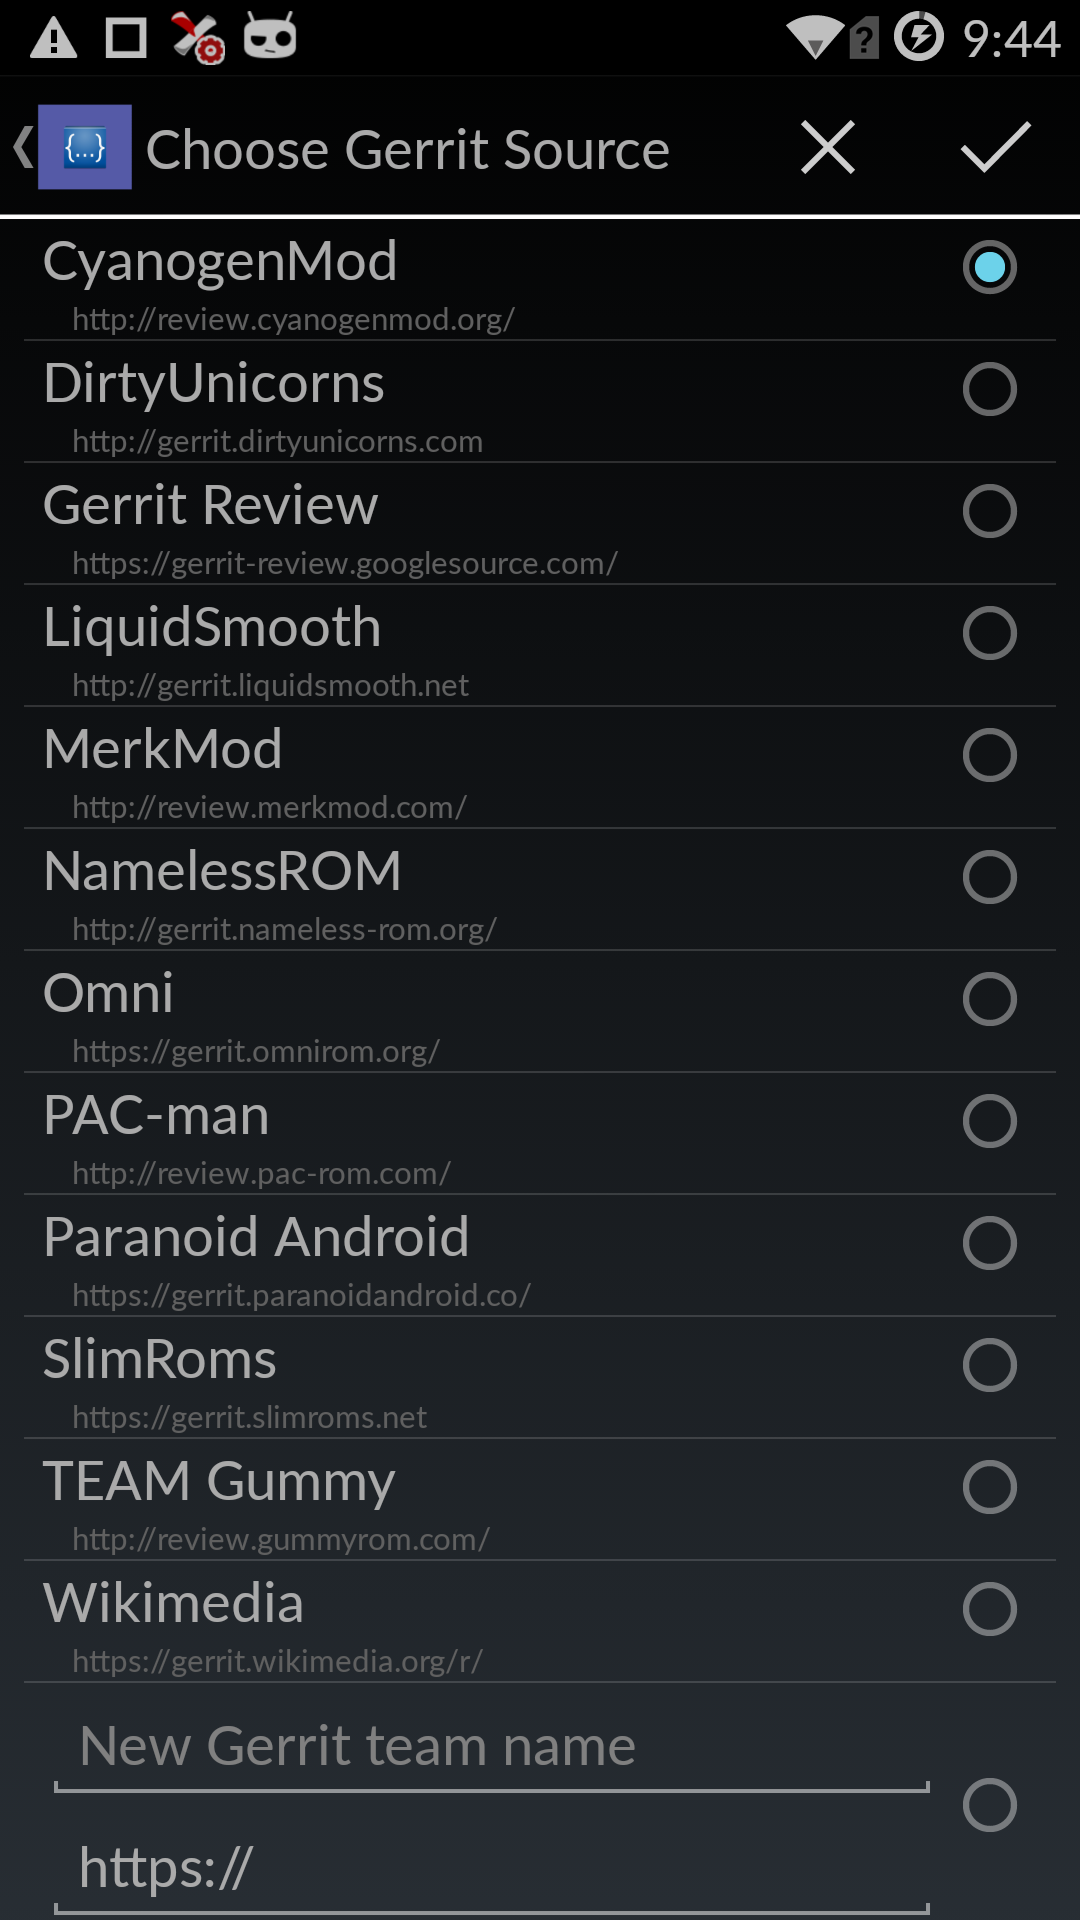 9:44
{...} Choose Gerrit Source
CyanogenMod
http://review.cyanogenmod.org/
DirtyUnicorns
http://gerrit.dirtyunicorns.com
Gerrit Review
https://gerrit-review.googlesource.com/
LiquidSmooth
http://gerrit.liquidsmooth.net
MerkMod
http://review.merkmod.com/
NamelessROM
http://gerrit.nameless-rom.org/
Omni
https://gerrit.omnirom.org/
PAC-man
http://review.pac-rom.com/
Paranoid Android
https://gerrit.paranoidandroid.co/
SlimRoms
https://gerrit.slimroms.net
TEAM Gummy
http://review.gummyrom.com/
Wikimedia
https://gerrit.wikimedia.org/r/
New Gerrit team name
https://